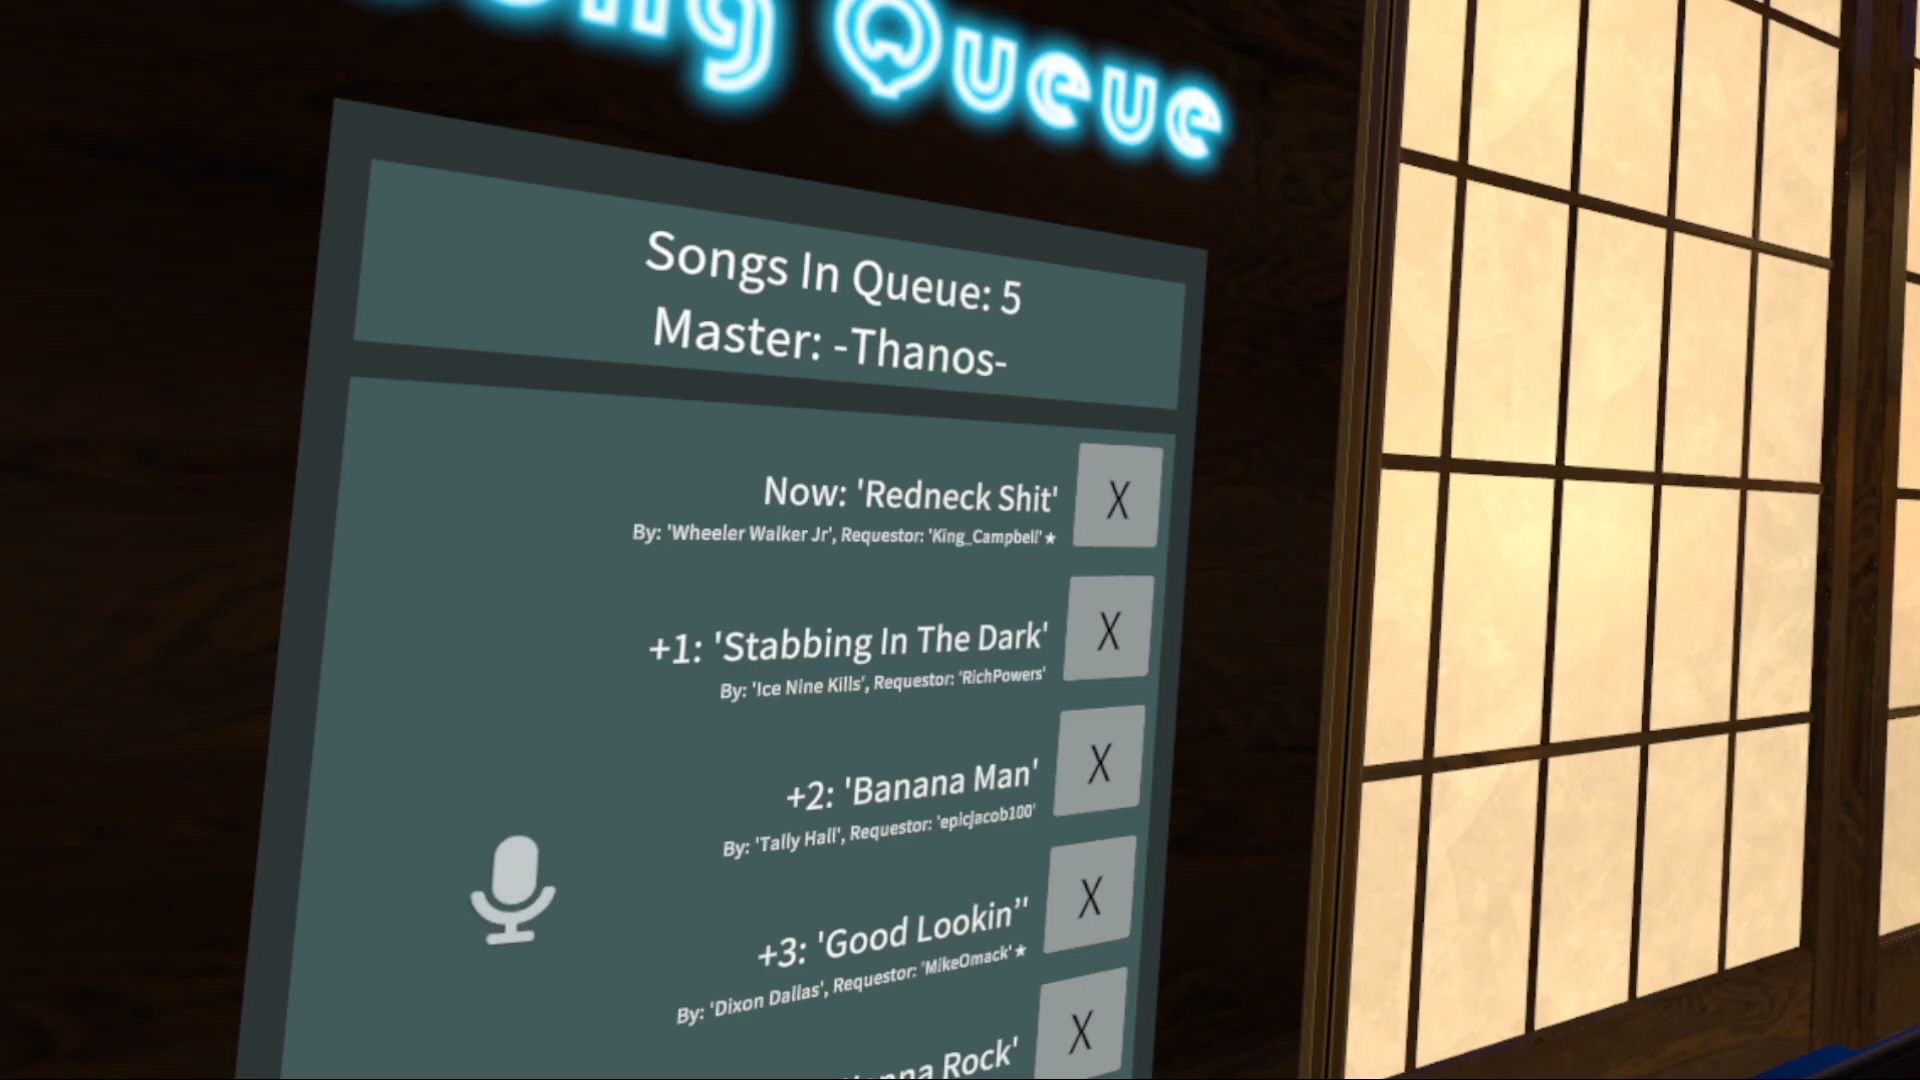 Queue
Songs In Queue: 5
Master: -Thanos-
Now: 'Redneck Shit'
By: 'Wheeler Walker Jr', Requestor: 'King_Campbell'★
X
+1: 'Stabbing In The Dark'
By: 'Ice Nine Kills', Requestor: 'RichPowers'
X
+2: 'Banana Man'
By: 'Tally Hall', Requestor: 'epicjacob100'
X
+3: 'Good Lookin''
By: 'Dixon Dallas', Requestor: 'MikeOmack'★
X
Rock'
X